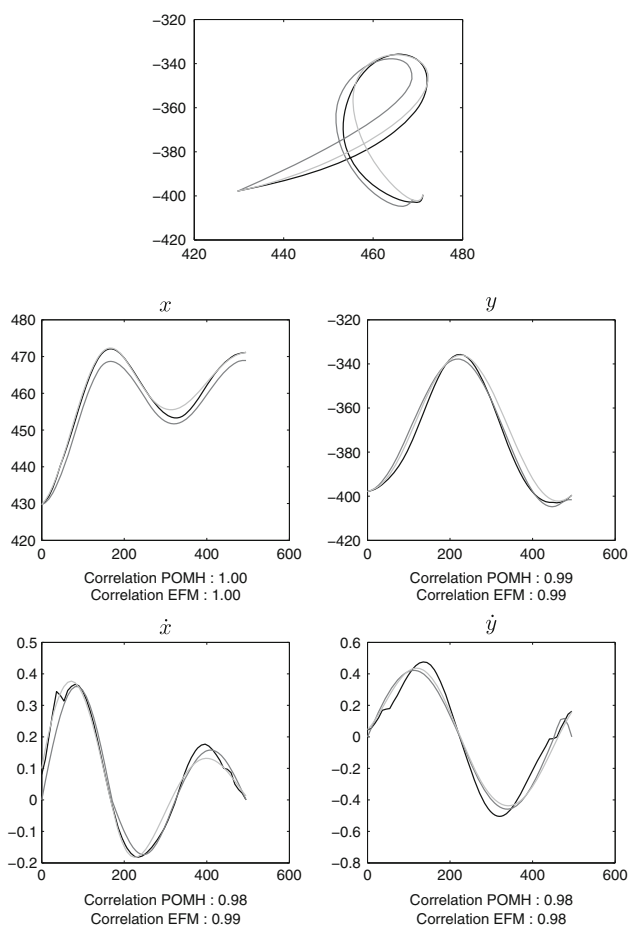 −320
−340
−360
−380
−400
−420
420 440 460 480
x
480
470
460
450
440
430
420
0 200 400 600
Correlation POMH : 1.00
Correlation EFM : 1.00
y
−320
−340
−360
−380
−400
−420
0 200 400 600
Correlation POMH : 0.99
Correlation EFM : 0.99
ẋ
0.5
0.4
0.3
0.2
0.1
0
−0.1
−0.2
0 200 400 600
Correlation POMH : 0.98
Correlation EFM : 0.99
ẏ
0.6
0.4
0.2
0
−0.2
−0.4
−0.6
−0.8
0 200 400 600
Correlation POMH : 0.98
Correlation EFM : 0.98